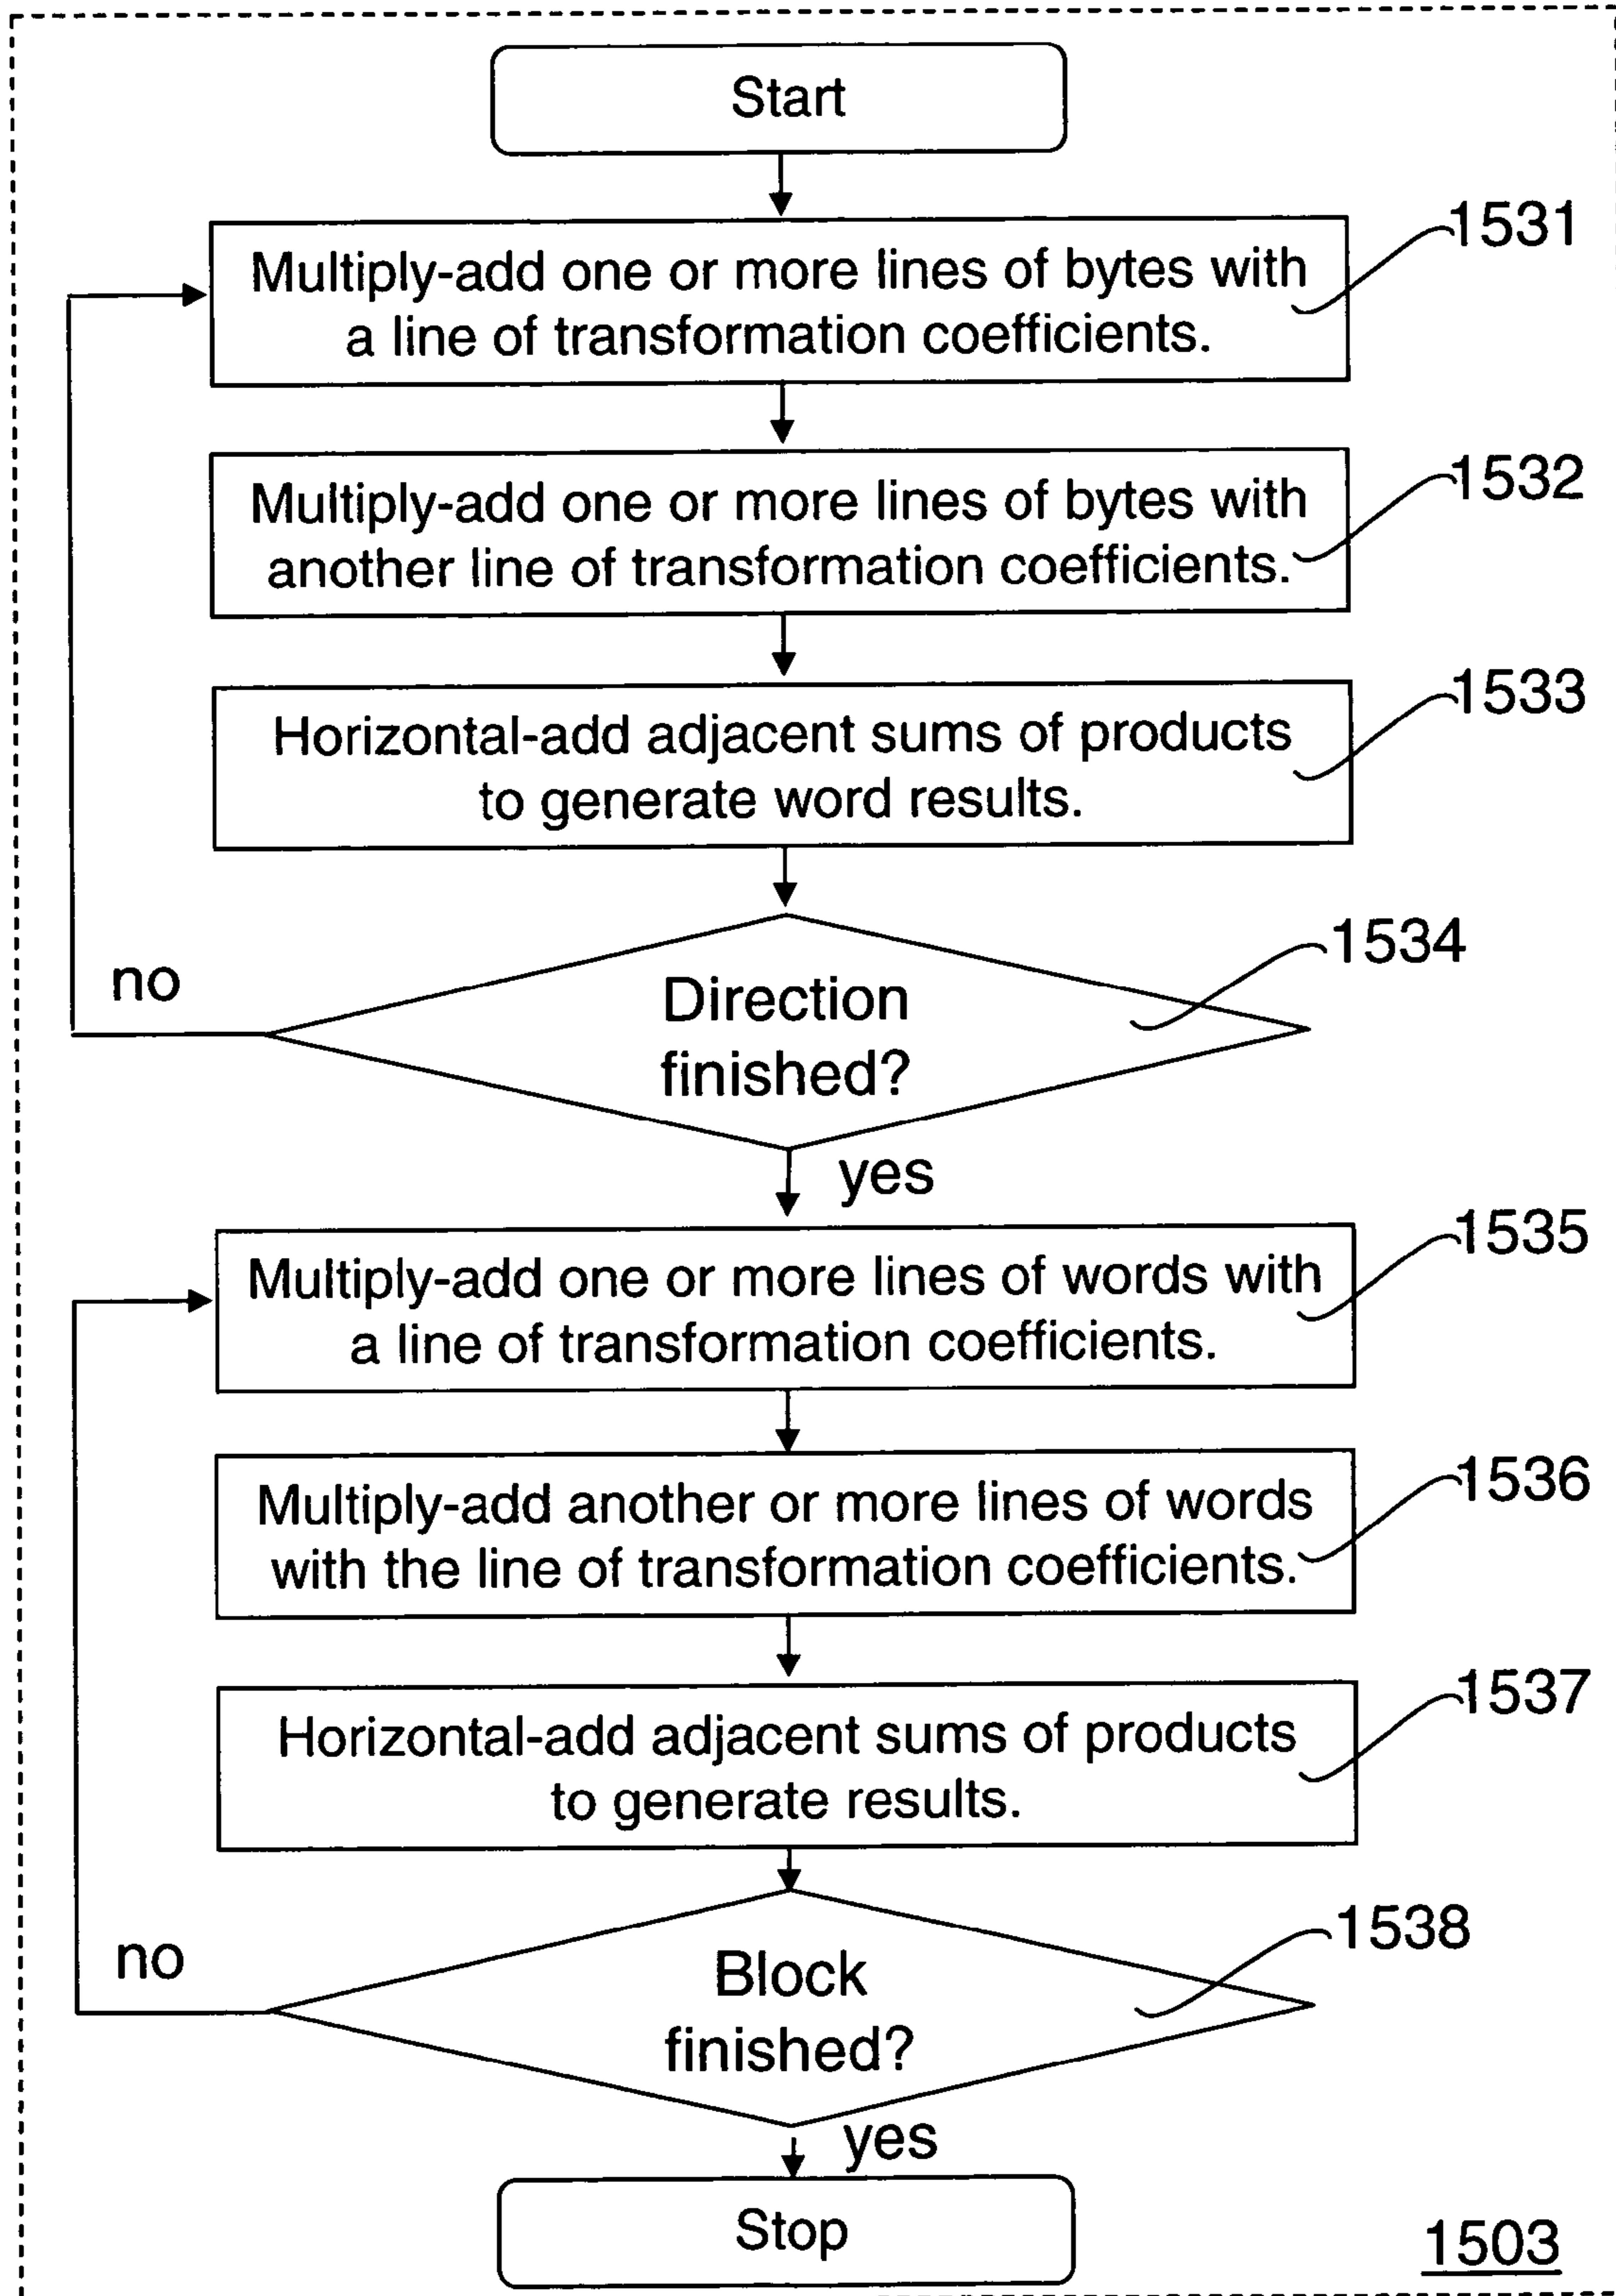 Start
1531
Multiply-add one or more lines of bytes with
a line of transformation coefficients.
1532
Multiply-add one or more lines of bytes with
another line of transformation coefficients.
1533
Horizontal-add adjacent sums of products
to generate word results.
1534
no
Direction
finished?
yes
1535
Multiply-add one or more lines of words with
a line of transformation coefficients.
1536
Multiply-add another or more lines of words
with the line of transformation coefficients.
1537
Horizontal-add adjacent sums of products
to generate results.
1538
no
Block
finished?
yes
Stop
1503